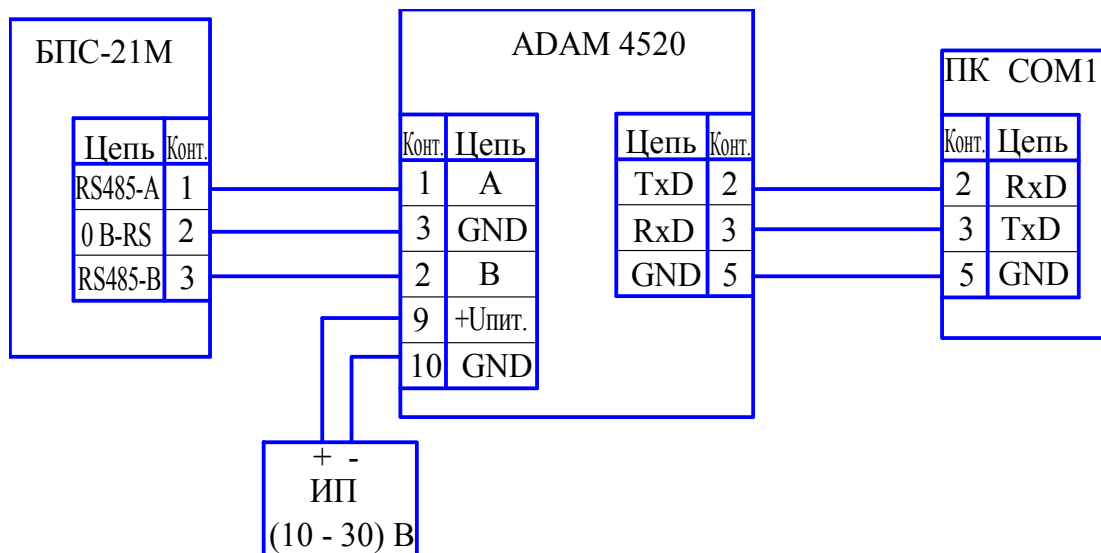 БПС-21М
Цепь Конт.
RS485-A 1
0 В-RS 2
RS485-B 3
ADAM 4520
Конт. Цепь
1 A
3 GND
2 B
9 +Uпит.
10 GND
Цепь Конт.
TxD 2
RxD 3
GND 5
ПК COM1
Конт. Цепь
2 RxD
3 TxD
5 GND
+ -
ИП
(10 - 30) В